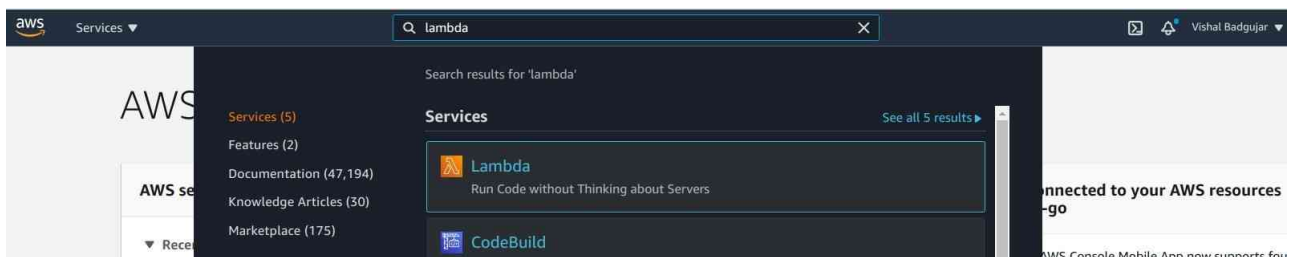 aws Services ▼ lambda Vishal Badgujar ▼
Search results for 'lambda'
AWS
Services (5)
Features (2)
Documentation (47,194)
Knowledge Articles (30)
Marketplace (175)
Services
See all 5 results ▶
Lambda
Run Code without Thinking about Servers
CodeBuild
AWS se
▼ Recen
onnected to your AWS resources
-go
AWS Console Mobile App now supports fou